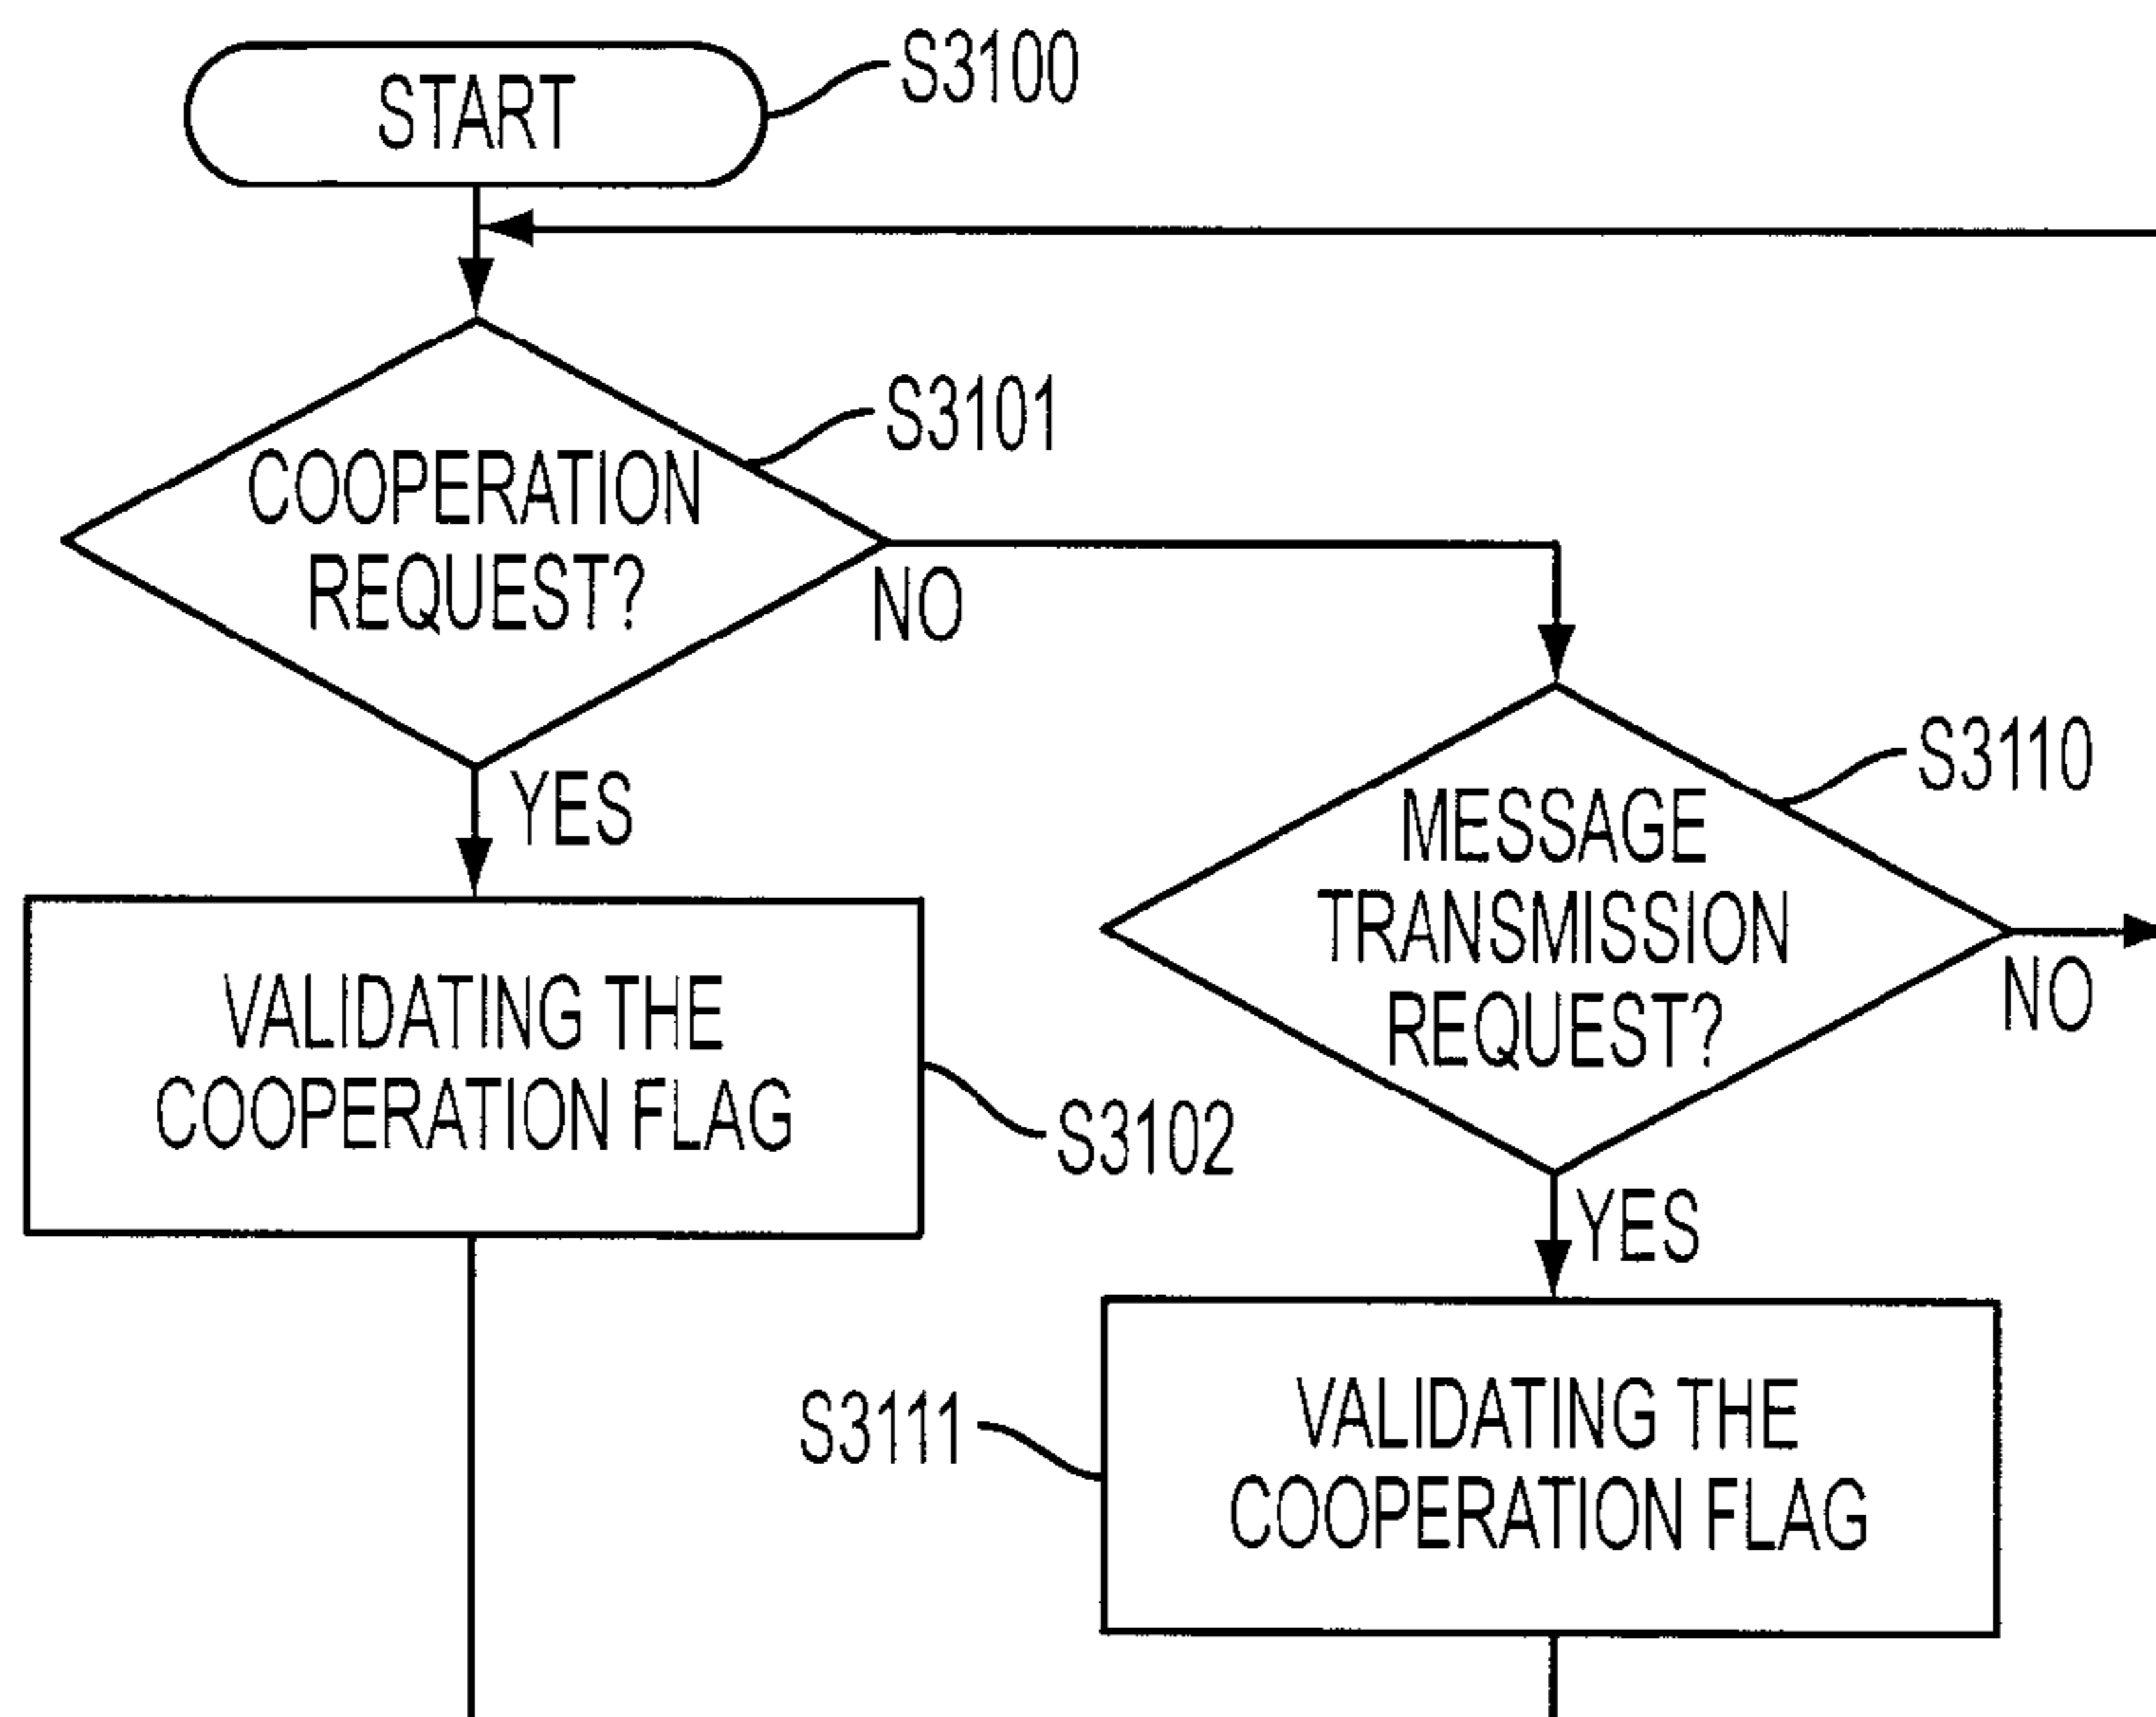 START
S3100
S3101
COOPERATION
REQUEST?
NO
YES
S3110
MESSAGE
TRANSMISSION
REQUEST?
NO
YES
VALIDATING THE
COOPERATION FLAG
S3102
S3111
VALIDATING THE
COOPERATION FLAG